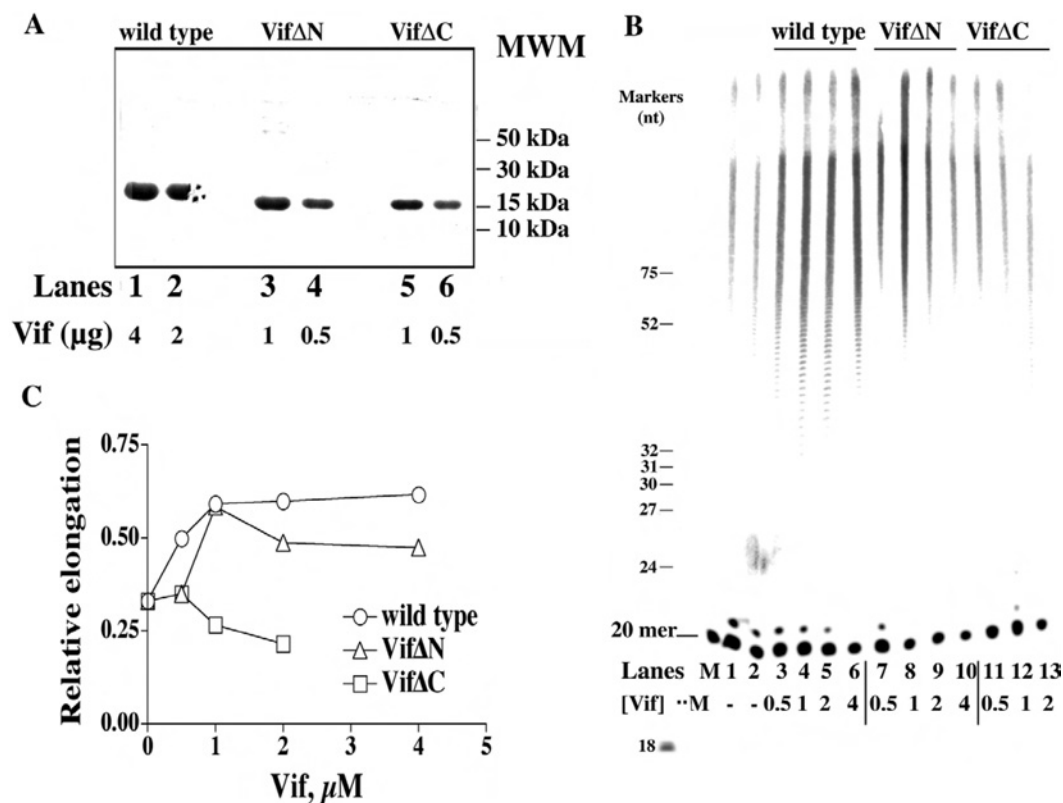 A
wild type VifΔN VifΔC MWM
50 kDa
30 kDa
15 kDa
10 kDa
Lanes 1 2 3 4 5 6
Vif (µg) 4 2 1 0.5 1 0.5
C
0.75
0.50
0.25
0.00
Relative elongation
wild type
VifΔN
VifΔC
0 1 2 3 4 5
Vif, µM
B
wild type VifΔN VifΔC
Markers
(nt)
75
52
32
31
30
27
24
20 mer
Lanes M 1 2 3 4 5 6 7 8 9 10 11 12 13
[Vif] ··M - - 0.5 1 2 4 0.5 1 2 4 0.5 1 2
18